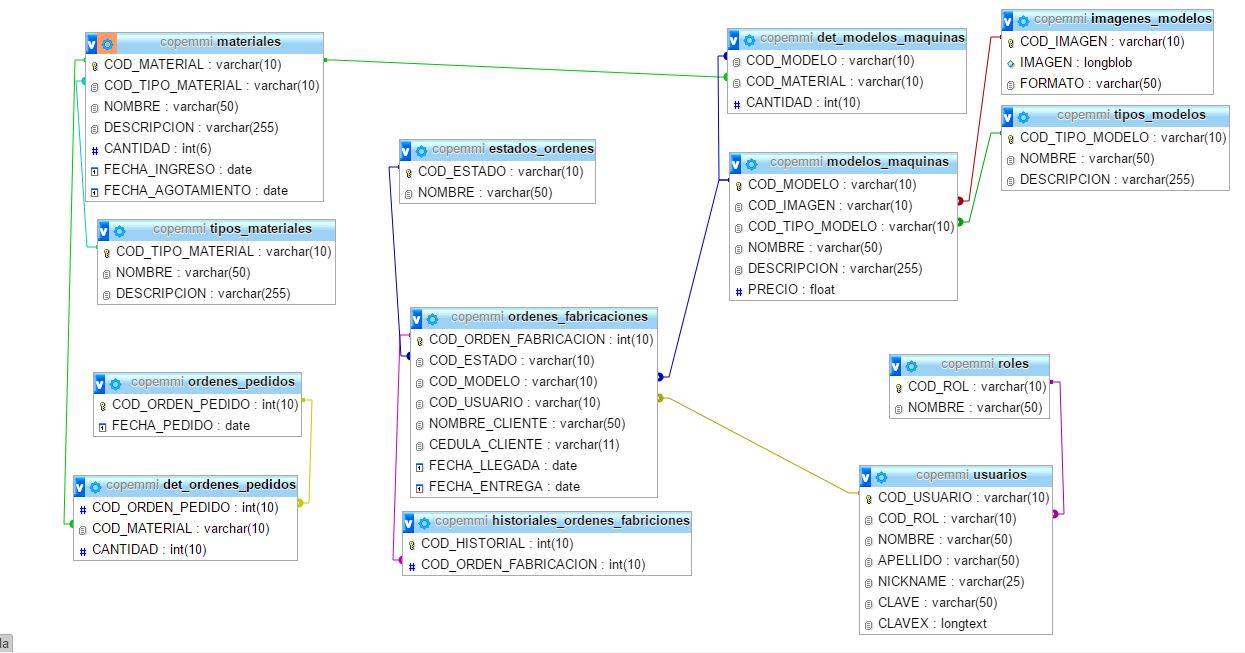 copemmi materiales
COD_MATERIAL : varchar(10)
COD_TIPO_MATERIAL : varchar(10)
NOMBRE : varchar(50)
DESCRIPCION : varchar(255)
CANTIDAD : int(6)
FECHA_INGRESO : date
FECHA_AGOTAMIENTO : date
copemmi tipos_materiales
COD_TIPO_MATERIAL : varchar(10)
NOMBRE : varchar(50)
DESCRIPCION : varchar(255)
copemmi ordenes_pedidos
COD_ORDEN_PEDIDO : int(10)
FECHA_PEDIDO : date
copemmi det_ordenes_pedidos
COD_ORDEN_PEDIDO : int(10)
COD_MATERIAL : varchar(10)
CANTIDAD : int(10)
copemmi estados_ordenes
COD_ESTADO : varchar(10)
NOMBRE : varchar(50)
copemmi ordenes_fabricaciones
COD_ORDEN_FABRICACION : int(10)
COD_ESTADO : varchar(10)
COD_MODELO : varchar(10)
COD_USUARIO : varchar(10)
NOMBRE_CLIENTE : varchar(50)
CEDULA_CLIENTE : varchar(11)
FECHA_LLEGADA : date
FECHA_ENTREGA : date
copemmi historiales_ordenes_fabriciones
COD_HISTORIAL : int(10)
COD_ORDEN_FABRICACION : int(10)
copemmi det_modelos_maquinas
COD_MODELO : varchar(10)
COD_MATERIAL : varchar(10)
CANTIDAD : int(10)
copemmi modelos_maquinas
COD_MODELO : varchar(10)
COD_IMAGEN : varchar(10)
COD_TIPO_MODELO : varchar(10)
NOMBRE : varchar(50)
DESCRIPCION : varchar(255)
PRECIO : float
copemmi imagenes_modelos
COD_IMAGEN : varchar(10)
IMAGEN : longblob
FORMATO : varchar(50)
copemmi tipos_modelos
COD_TIPO_MODELO : varchar(10)
NOMBRE : varchar(50)
DESCRIPCION : varchar(255)
copemmi roles
COD_ROL : varchar(10)
NOMBRE : varchar(50)
copemmi usuarios
COD_USUARIO : varchar(10)
COD_ROL : varchar(10)
NOMBRE : varchar(50)
APELLIDO : varchar(50)
NICKNAME : varchar(25)
CLAVE : varchar(50)
CLAVEX : longtext
la